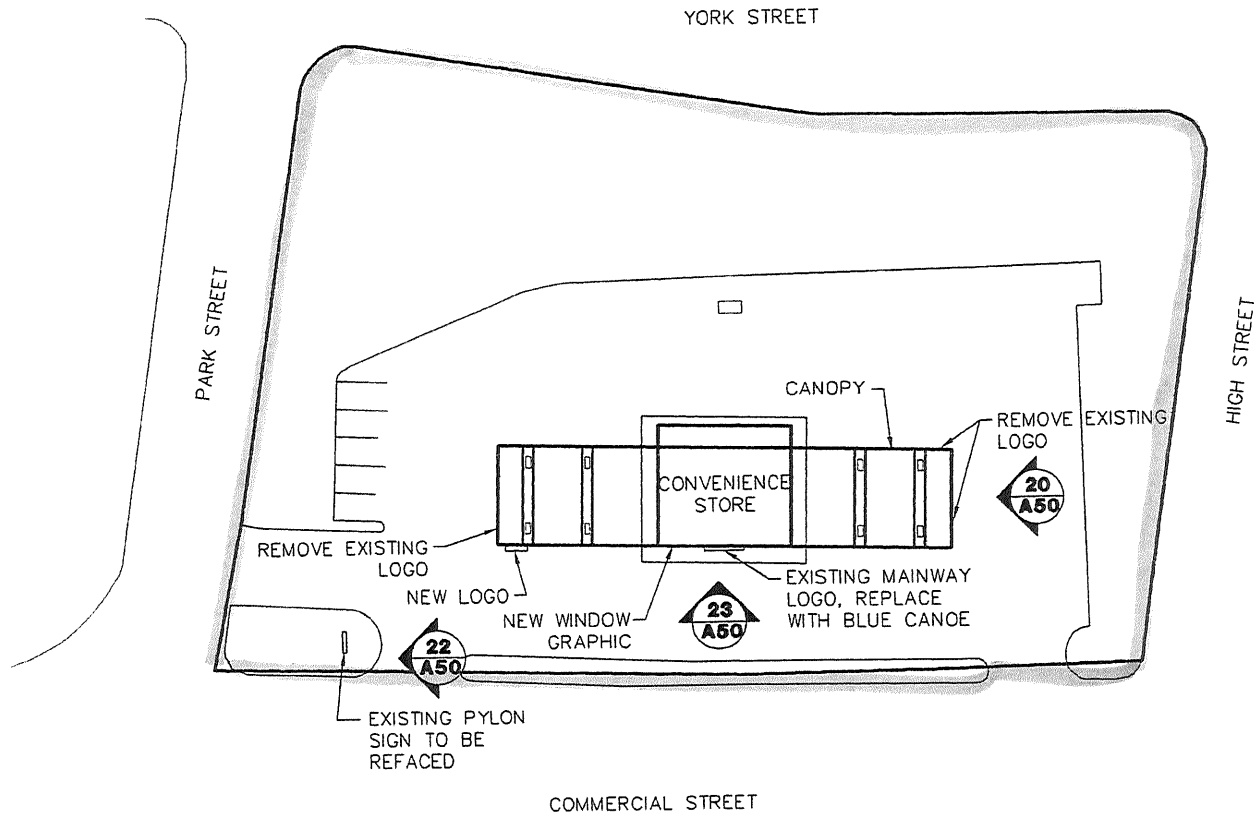 YORK STREET
PARK STREET
HIGH STREET
CANOPY
REMOVE EXISTING
LOGO
CONVENIENCE
STORE
20
A50
REMOVE EXISTING
LOGO
NEW LOGO
NEW WINDOW
GRAPHIC
23
A50
EXISTING MAINWAY
LOGO, REPLACE
WITH BLUE CANOE
22
A50
EXISTING PYLON
SIGN TO BE
REFACED
COMMERCIAL STREET